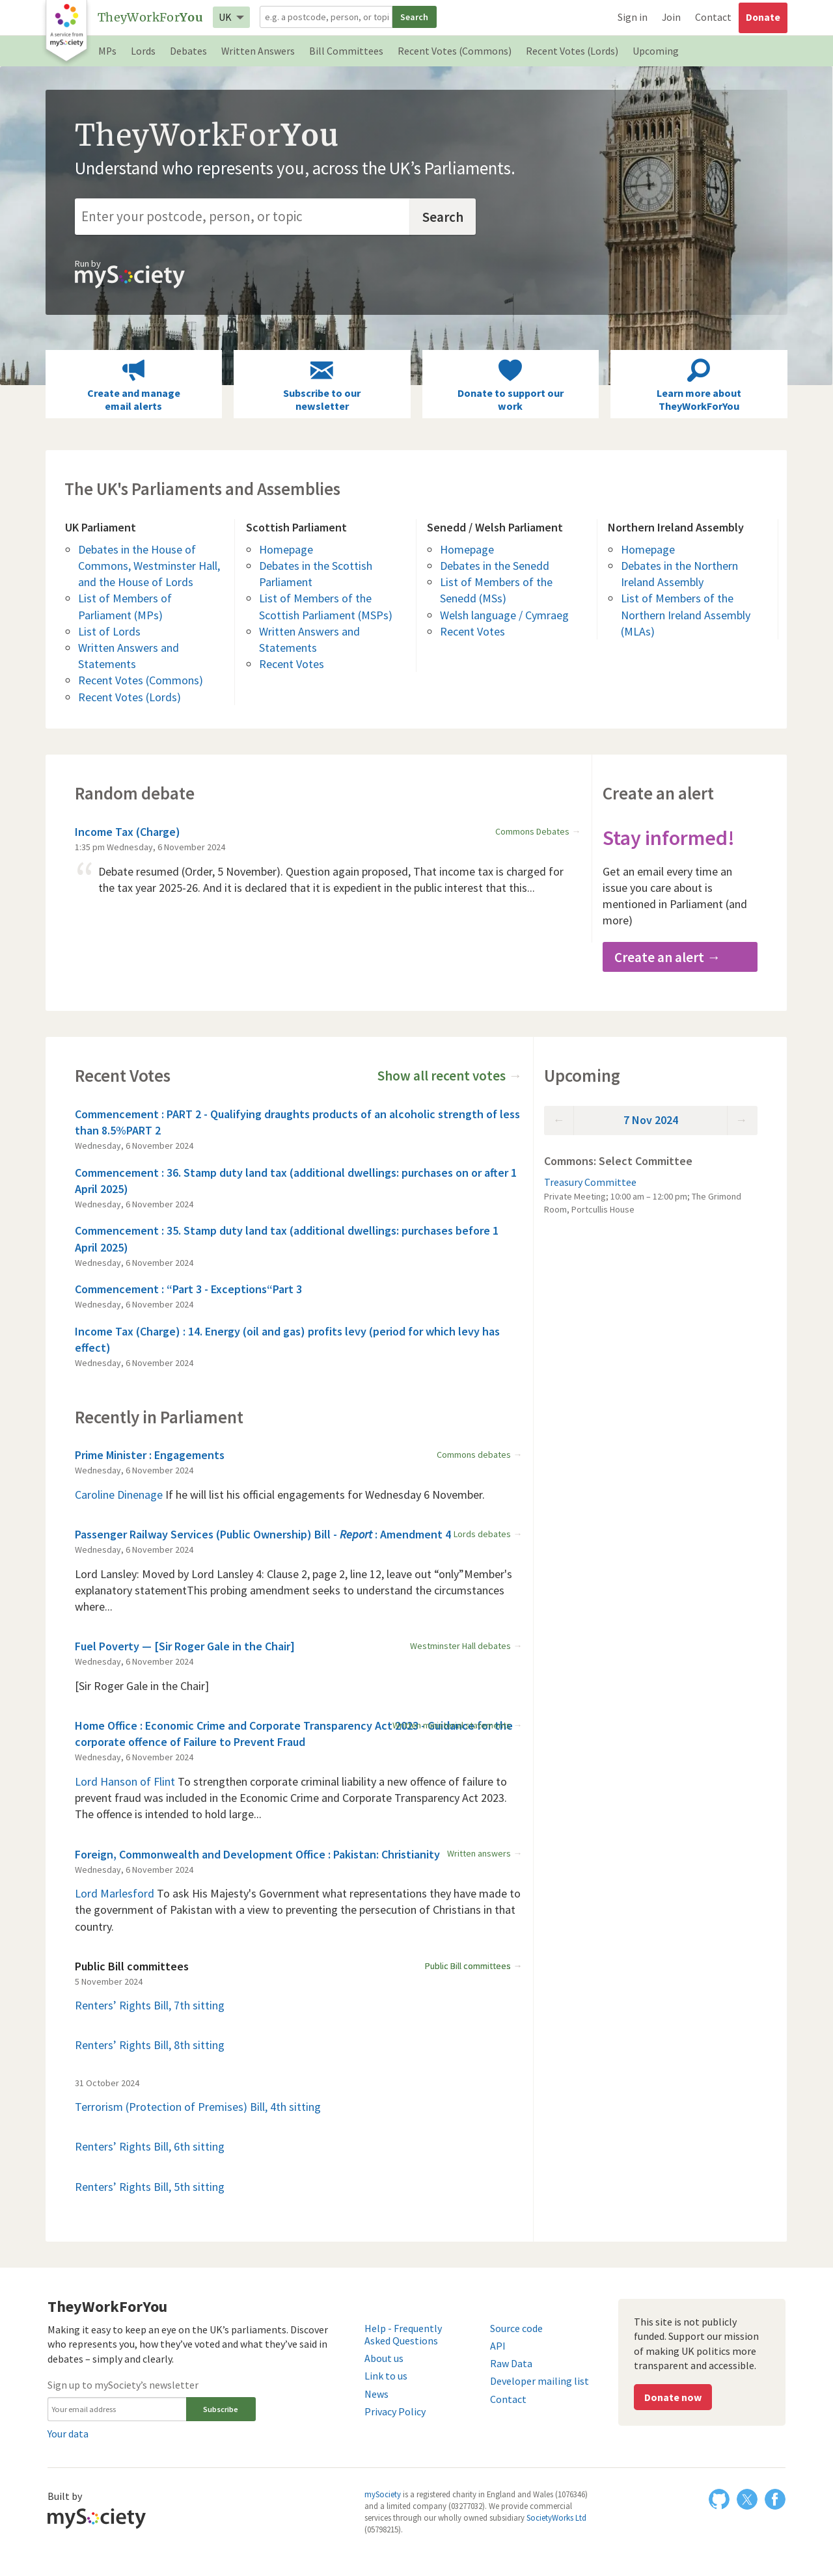 A service from
mySociety
TheyWorkForYou
UK
e.g. a postcode, person, or topi
Search
Sign in
Join
Contact
Donate
MPs
Lords
Debates
Written Answers
Bill Committees
Recent Votes (Commons)
Recent Votes (Lords)
Upcoming
TheyWorkForYou
Understand who represents you, across the UK’s Parliaments.
Enter your postcode, person, or topic
Search
Run by
mySociety
Create and manage
email alerts
Subscribe to our
newsletter
Donate to support our
work
Learn more about
TheyWorkForYou
The UK's Parliaments and Assemblies
UK Parliament
Debates in the House of
Commons, Westminster Hall,
and the House of Lords
List of Members of
Parliament (MPs)
List of Lords
Written Answers and
Statements
Recent Votes (Commons)
Recent Votes (Lords)
Scottish Parliament
Homepage
Debates in the Scottish
Parliament
List of Members of the
Scottish Parliament (MSPs)
Written Answers and
Statements
Recent Votes
Senedd / Welsh Parliament
Homepage
Debates in the Senedd
List of Members of the
Senedd (MSs)
Welsh language / Cymraeg
Recent Votes
Northern Ireland Assembly
Homepage
Debates in the Northern
Ireland Assembly
List of Members of the
Northern Ireland Assembly
(MLAs)
Random debate
Income Tax (Charge)
Commons Debates →
1:35 pm Wednesday, 6 November 2024
“ Debate resumed (Order, 5 November). Question again proposed, That income tax is charged for
the tax year 2025-26. And it is declared that it is expedient in the public interest that this...
Create an alert
Stay informed!
Get an email every time an
issue you care about is
mentioned in Parliament (and
more)
Create an alert →
Recent Votes
Show all recent votes →
Commencement : PART 2 - Qualifying draughts products of an alcoholic strength of less
than 8.5%PART 2
Wednesday, 6 November 2024
Commencement : 36. Stamp duty land tax (additional dwellings: purchases on or after 1
April 2025)
Wednesday, 6 November 2024
Commencement : 35. Stamp duty land tax (additional dwellings: purchases before 1
April 2025)
Wednesday, 6 November 2024
Commencement : “Part 3 - Exceptions“Part 3
Wednesday, 6 November 2024
Income Tax (Charge) : 14. Energy (oil and gas) profits levy (period for which levy has
effect)
Wednesday, 6 November 2024
Upcoming
← 7 Nov 2024 →
Commons: Select Committee
Treasury Committee
Private Meeting; 10:00 am – 12:00 pm; The Grimond
Room, Portcullis House
Recently in Parliament
Prime Minister : Engagements
Commons debates →
Wednesday, 6 November 2024
Caroline Dinenage If he will list his official engagements for Wednesday 6 November.
Passenger Railway Services (Public Ownership) Bill - Report : Amendment 4
Lords debates →
Wednesday, 6 November 2024
Lord Lansley: Moved by Lord Lansley 4: Clause 2, page 2, line 12, leave out “only”Member's
explanatory statementThis probing amendment seeks to understand the circumstances
where...
Fuel Poverty — [Sir Roger Gale in the Chair]
Westminster Hall debates →
Wednesday, 6 November 2024
[Sir Roger Gale in the Chair]
Home Office : Economic Crime and Corporate Transparency Act 2023 - Guidance for the
corporate offence of Failure to Prevent Fraud
Wednesday, 6 November 2024
Lord Hanson of Flint To strengthen corporate criminal liability a new offence of failure to
prevent fraud was included in the Economic Crime and Corporate Transparency Act 2023.
The offence is intended to hold large...
Foreign, Commonwealth and Development Office : Pakistan: Christianity
Written answers →
Wednesday, 6 November 2024
Lord Marlesford To ask His Majesty's Government what representations they have made to
the government of Pakistan with a view to preventing the persecution of Christians in that
country.
Public Bill committees
Public Bill committees →
5 November 2024
Renters’ Rights Bill, 7th sitting
Renters’ Rights Bill, 8th sitting
31 October 2024
Terrorism (Protection of Premises) Bill, 4th sitting
Renters’ Rights Bill, 6th sitting
Renters’ Rights Bill, 5th sitting
TheyWorkForYou
Making it easy to keep an eye on the UK’s parliaments. Discover
who represents you, how they’ve voted and what they’ve said in
debates – simply and clearly.
Sign up to mySociety’s newsletter
Your email address
Subscribe
Your data
Help - Frequently
Asked Questions
About us
Link to us
News
Privacy Policy
Source code
API
Raw Data
Developer mailing list
Contact
This site is not publicly
funded. Support our mission
of making UK politics more
transparent and accessible.
Donate now
Built by
mySociety
mySociety is a registered charity in England and Wales (1076346)
and a limited company (03277032). We provide commercial
services through our wholly owned subsidiary SocietyWorks Ltd
(05798215).